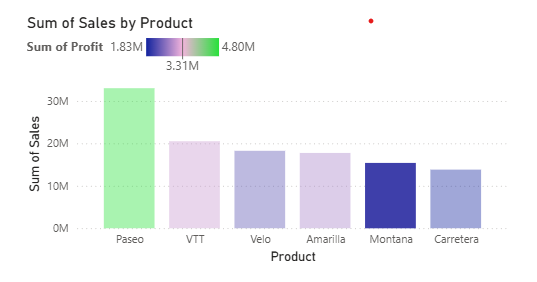 Sum of Sales by Product
Sum of Profit 1.83M 4.80M
3.31M
30M
20M
10M
0M
Sum of Sales
Paseo VTT Velo Amarilla Montana Carretera
Product